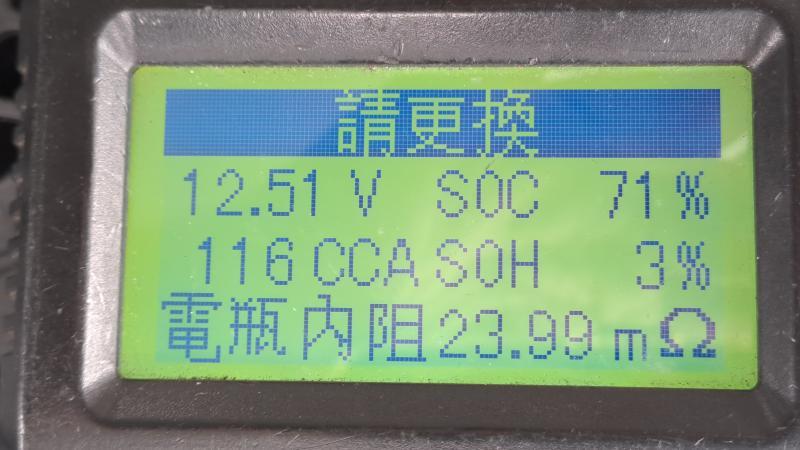 請更換
12.51 V SOC 71%
116 CCA SOH 3%
電瓶內阻 23.99 mΩ